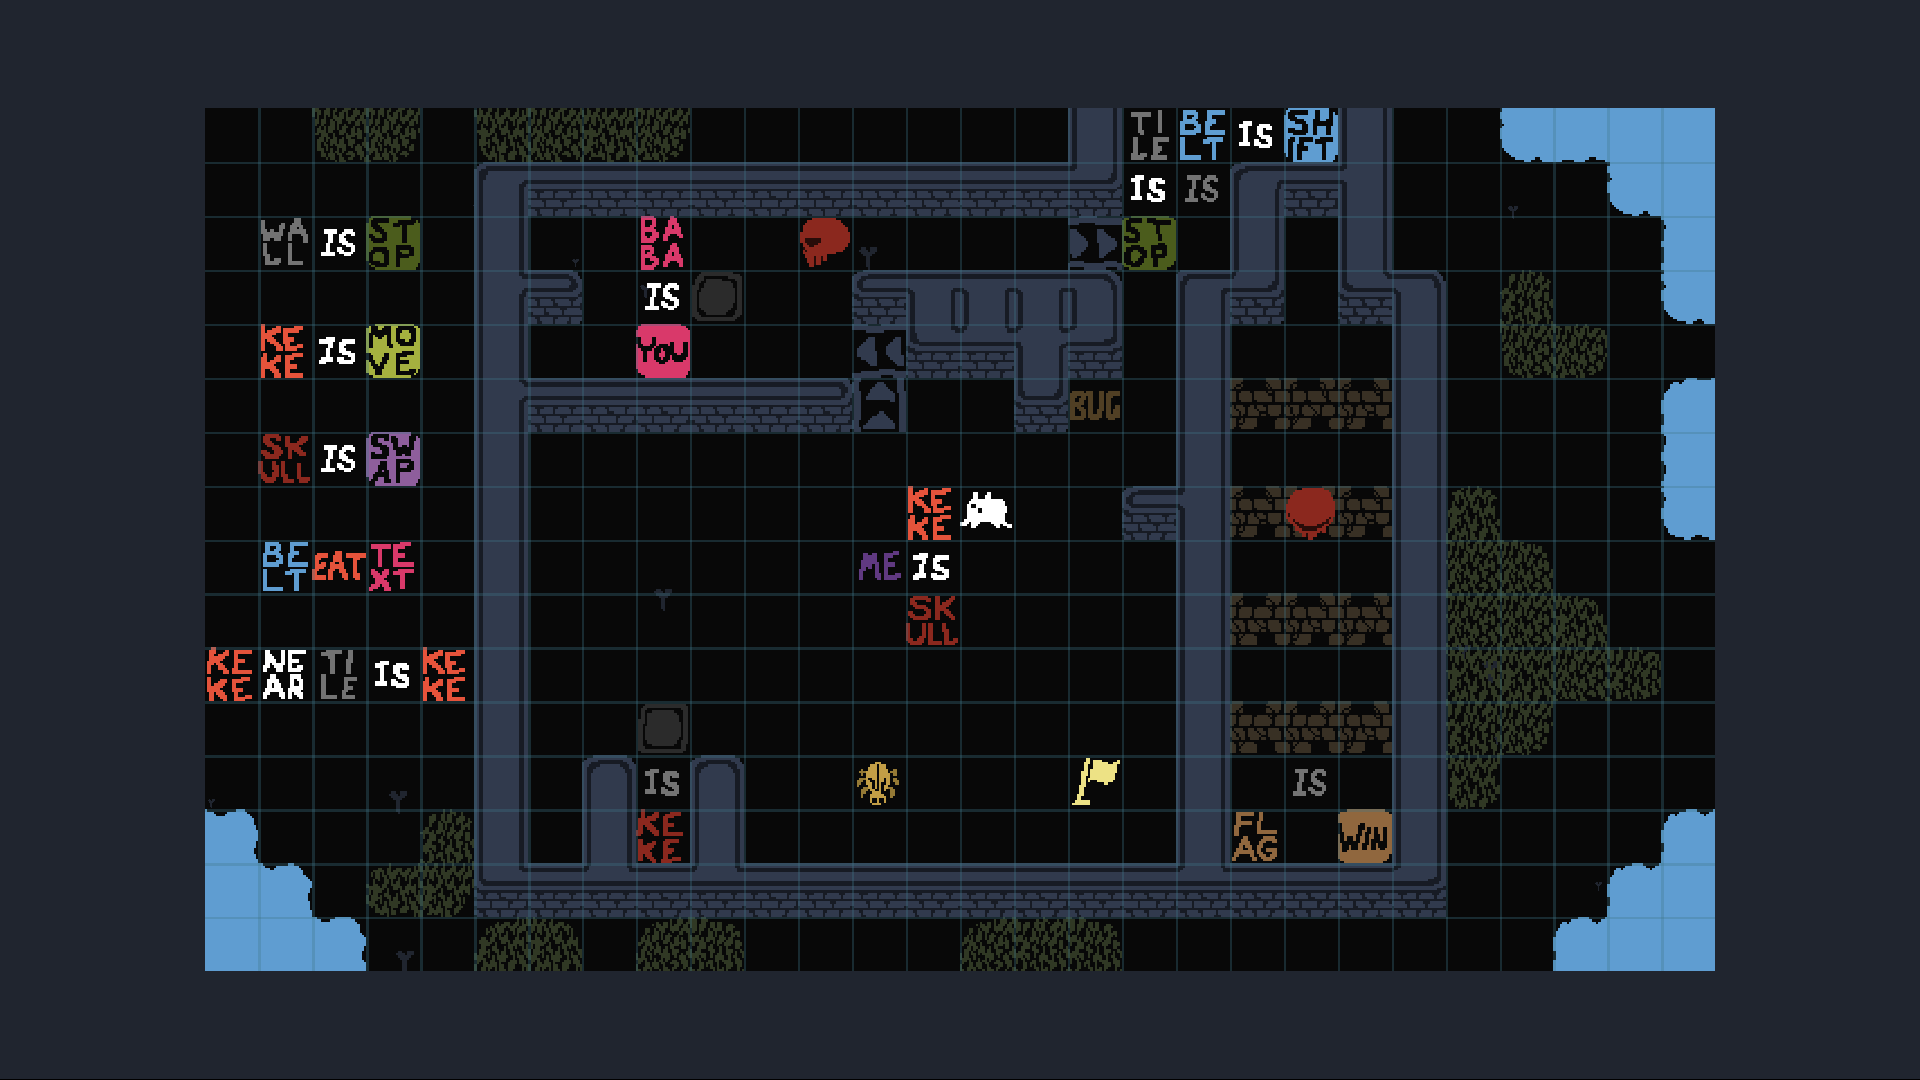 TILE BELT IS SHIFT
IS IS
WALL IS STOP BABA STOP
IS
KEKE IS MOVE YOU
BUG
SKULL IS SWAP
KEKE
BELT EAT TEXT ME IS
SKULL
KEKE NEAR TILE IS KEKE
IS IS
KEKE FLAG WIN